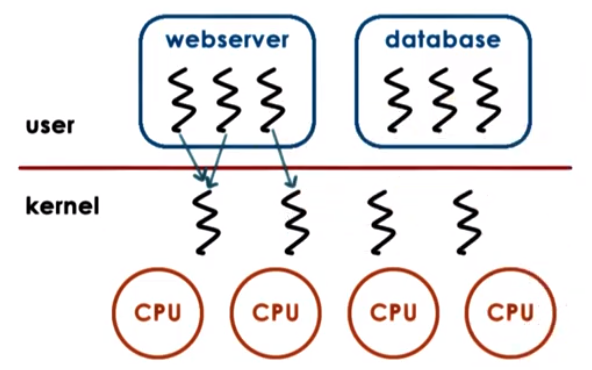 webserver
database
user
kernel
CPU
CPU
CPU
CPU